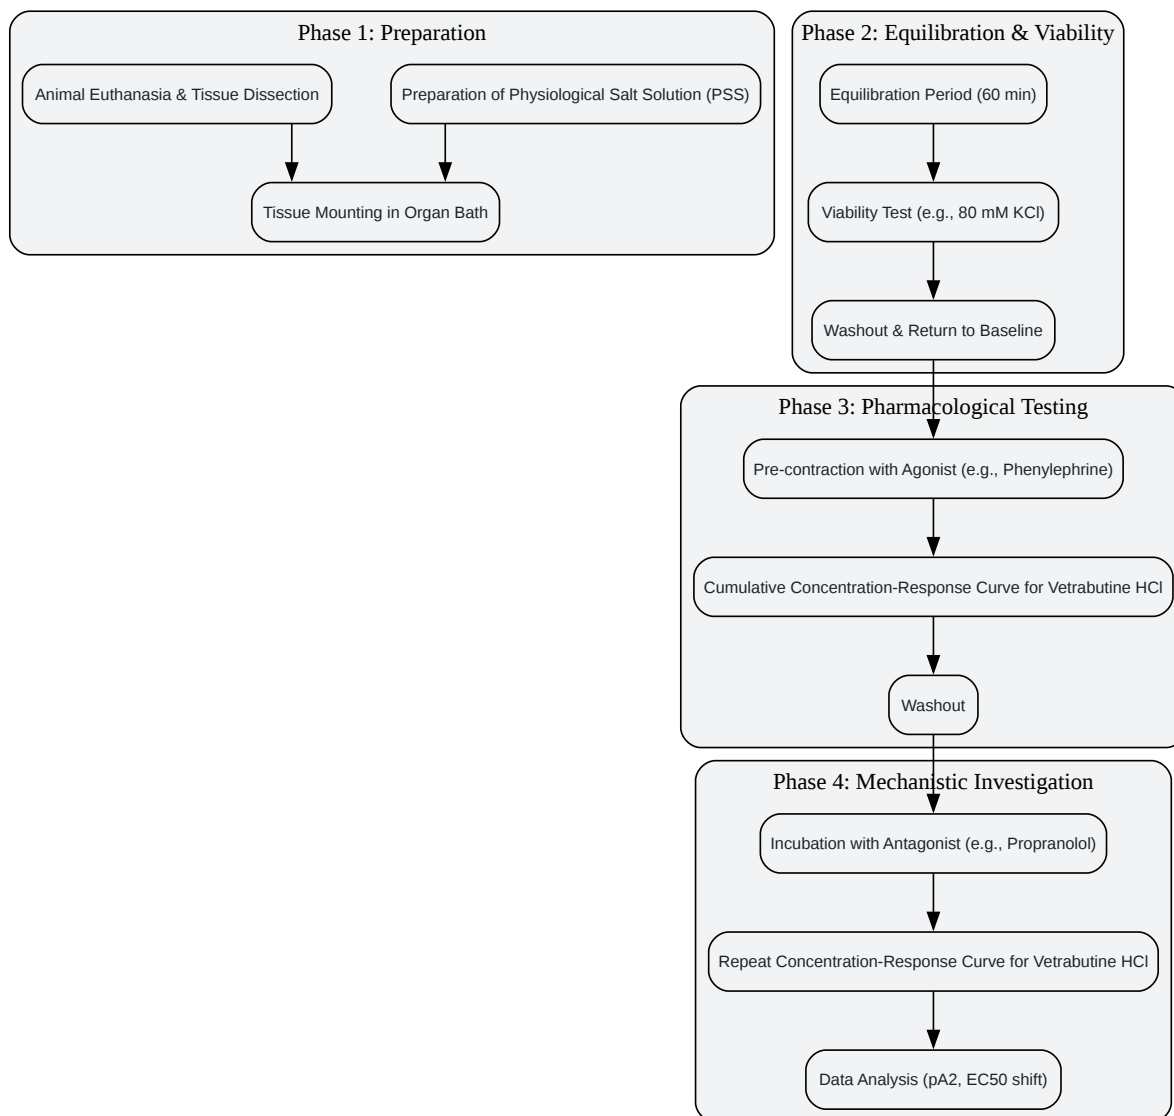 Phase 1: Preparation
Animal Euthanasia & Tissue Dissection
Preparation of Physiological Salt Solution (PSS)
Tissue Mounting in Organ Bath
Phase 2: Equilibration & Viability
Equilibration Period (60 min)
Viability Test (e.g., 80 mM KCl)
Washout & Return to Baseline
Phase 3: Pharmacological Testing
Pre-contraction with Agonist (e.g., Phenylephrine)
Cumulative Concentration-Response Curve for Vetrabutine HCl
Washout
Phase 4: Mechanistic Investigation
Incubation with Antagonist (e.g., Propranolol)
Repeat Concentration-Response Curve for Vetrabutine HCl
Data Analysis (pA2, EC50 shift)